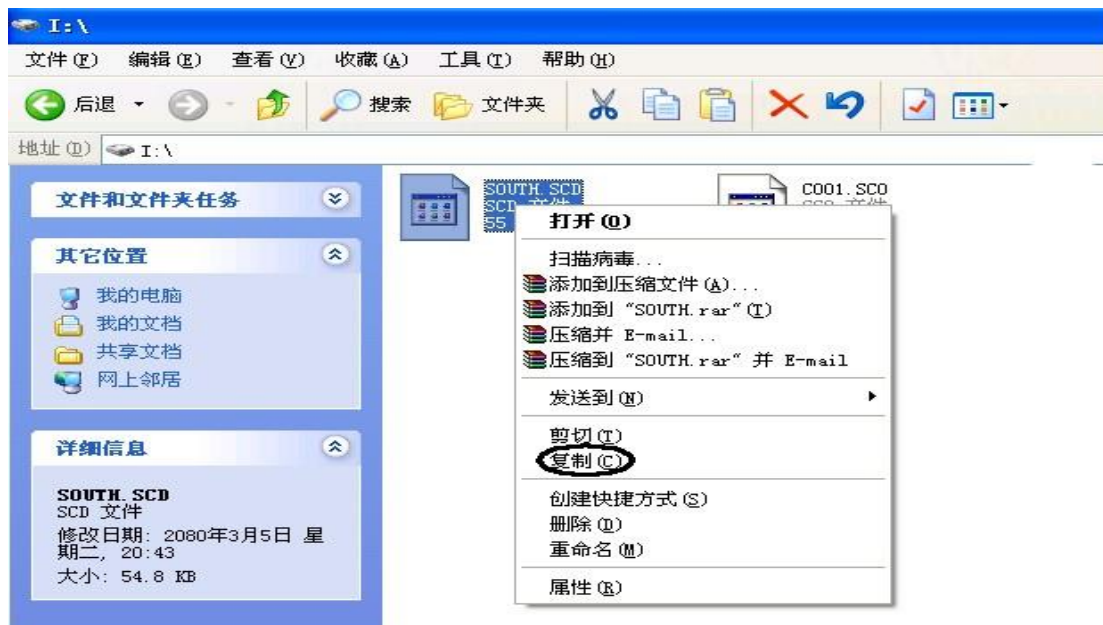 I:\
文件(F) 编辑(E) 查看(V) 收藏(A) 工具(T) 帮助(H)
后退 搜索 文件夹
地址(D) I:\
文件和文件夹任务
其它位置
我的电脑
我的文档
共享文档
网上邻居
详细信息
SOUTH.SCD
SCD 文件
修改日期: 2080年3月5日 星
期二, 20:43
大小: 54.8 KB
SOUTH.SCD
SCD 文件
55
C001.SCO
SCO 文件
打开(O)
扫描病毒...
添加到压缩文件(A)...
添加到 "SOUTH.rar"(T)
压缩并 E-mail...
压缩到 "SOUTH.rar" 并 E-mail
发送到(N)
剪切(T)
复制(C)
创建快捷方式(S)
删除(D)
重命名(M)
属性(R)